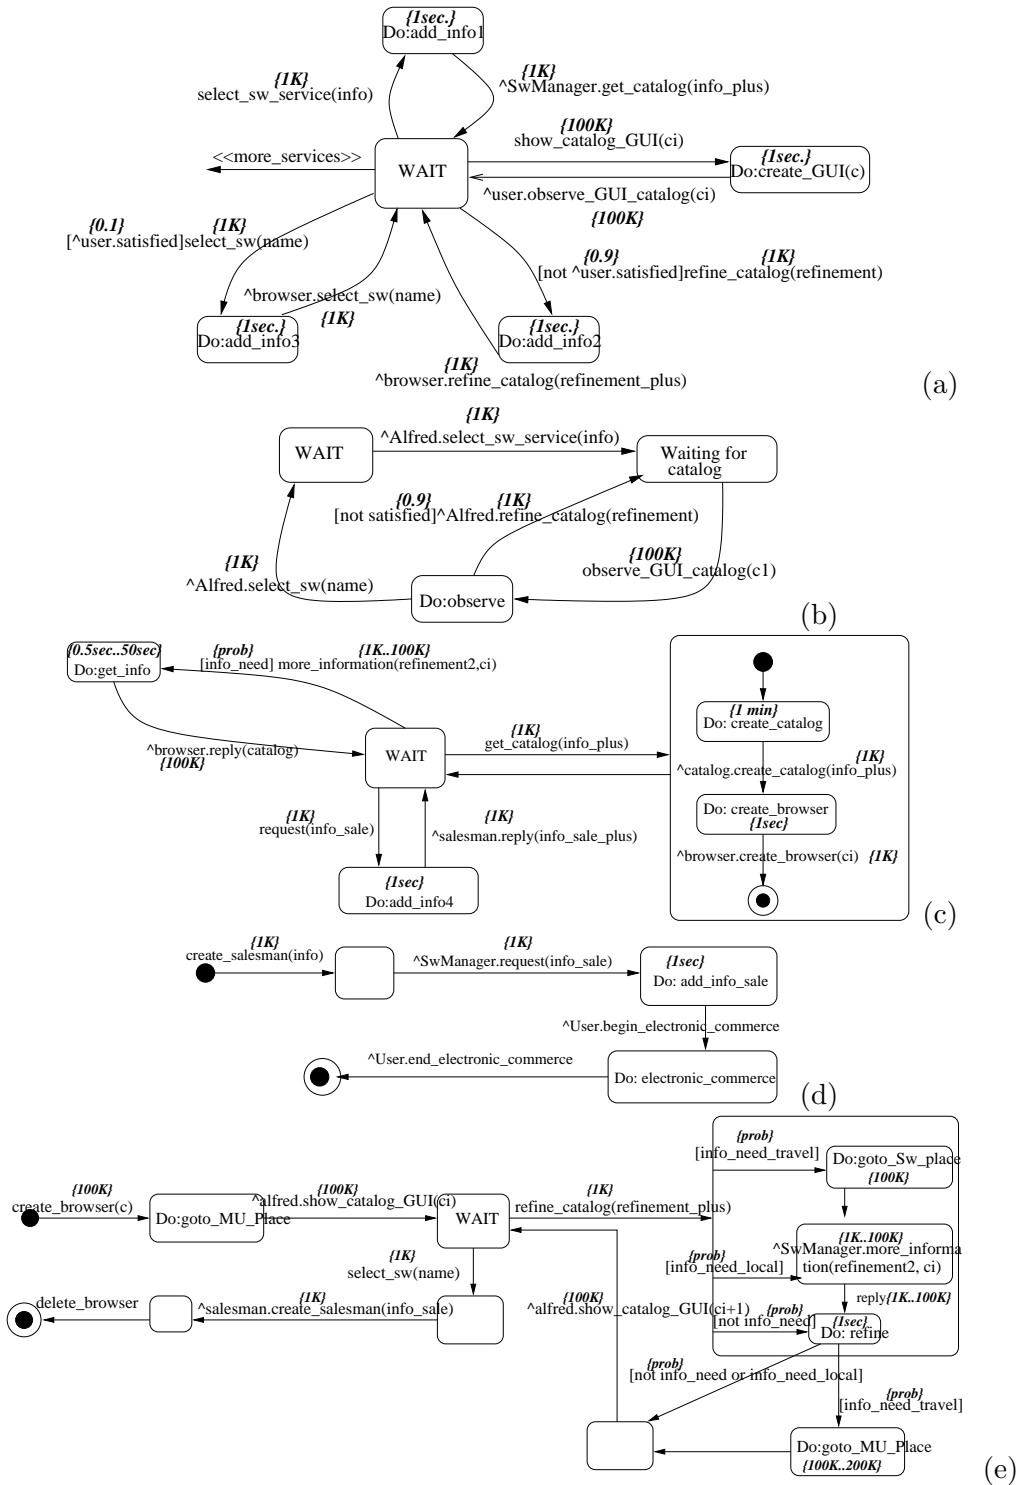 {1sec.}
Do:add_info1
{1K}
select_sw_service(info)
{1K}
^SwManager.get_catalog(info_plus)
{100K}
show_catalog_GUI(ci)
<<more_services>>
WAIT
{1sec.}
Do:create_GUI(c)
^user.observe_GUI_catalog(ci)
{100K}
{0.1}
{1K}
[^user.satisfied]select_sw(name)
{0.9}
{1K}
[not ^user.satisfied]refine_catalog(refinement)
^browser.select_sw(name)
{1K}
{1sec.}
Do:add_info3
{1sec.}
Do:add_info2
{1K}
^browser.refine_catalog(refinement_plus)
(a)
{1K}
^Alfred.select_sw_service(info)
WAIT
Waiting for
catalog
{0.9}
{1K}
[not satisfied]^Alfred.refine_catalog(refinement)
{100K}
observe_GUI_catalog(c1)
{1K}
^Alfred.select_sw(name)
Do:observe
(b)
{0.5sec..50sec}
Do:get_info
{prob}
{1K..100K}
[info_need] more_information(refinement2,ci)
^browser.reply(catalog)
{100K}
WAIT
{1K}
get_catalog(info_plus)
{1 min}
Do: create_catalog
{1K}
^catalog.create_catalog(info_plus)
Do: create_browser
{1sec}
^browser.create_browser(ci) {1K}
{1K}
request(info_sale)
{1K}
^salesman.reply(info_sale_plus)
{1sec}
Do:add_info4
(c)
{1K}
create_salesman(info)
{1K}
^SwManager.request(info_sale)
{1sec}
Do: add_info_sale
^User.begin_electronic_commerce
^User.end_electronic_commerce
Do: electronic_commerce
(d)
{100K}
create_browser(c)
Do:goto_MU_Place
{100K}
^alfred.show_catalog_GUI(ci)
WAIT
{1K}
refine_catalog(refinement_plus)
{prob}
[info_need_travel]
Do:goto_Sw_place
{100K}
{1K..100K}
^SwManager.more_informa
tion(refinement2, ci)
{prob}
[info_need_local]
reply{1K..100K}
{prob}
[not info_need]
{1sec}
Do: refine
{1K}
select_sw(name)
delete_browser
{1K}
^salesman.create_salesman(info_sale)
{100K}
^alfred.show_catalog_GUI(ci+1)
{prob}
[not info_need or info_need_local]
{prob}
[info_need_travel]
Do:goto_MU_Place
{100K..200K}
(e)